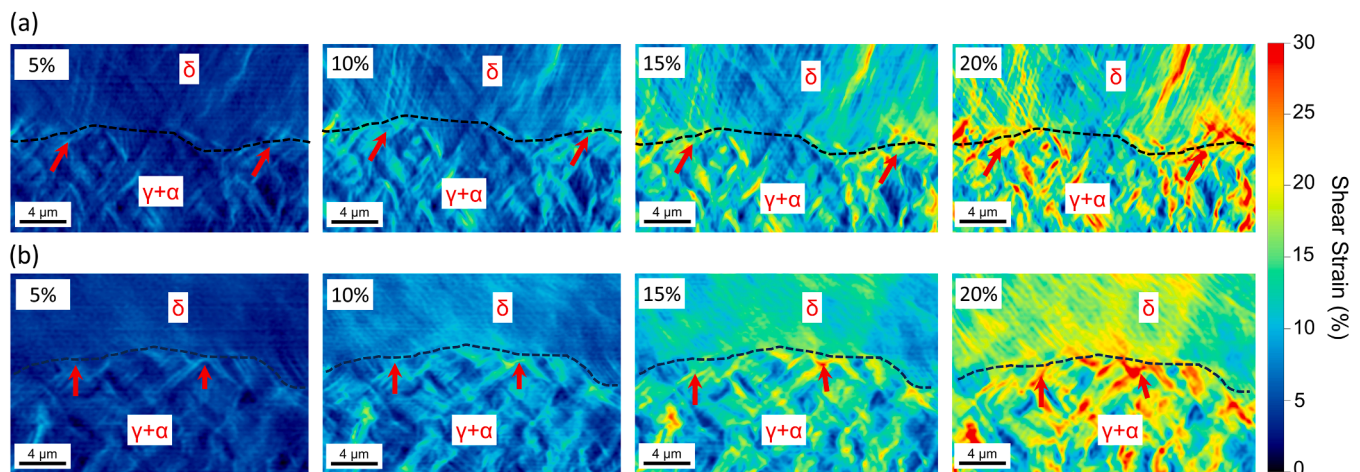 (a)
5%
δ
γ+α
4 μm
10%
δ
γ+α
4 μm
15%
δ
γ+α
4 μm
20%
δ
γ+α
4 μm
(b)
5%
δ
γ+α
4 μm
10%
δ
γ+α
4 μm
15%
δ
γ+α
4 μm
20%
δ
γ+α
4 μm
30
25
20
15
10
5
0
Shear Strain (%)